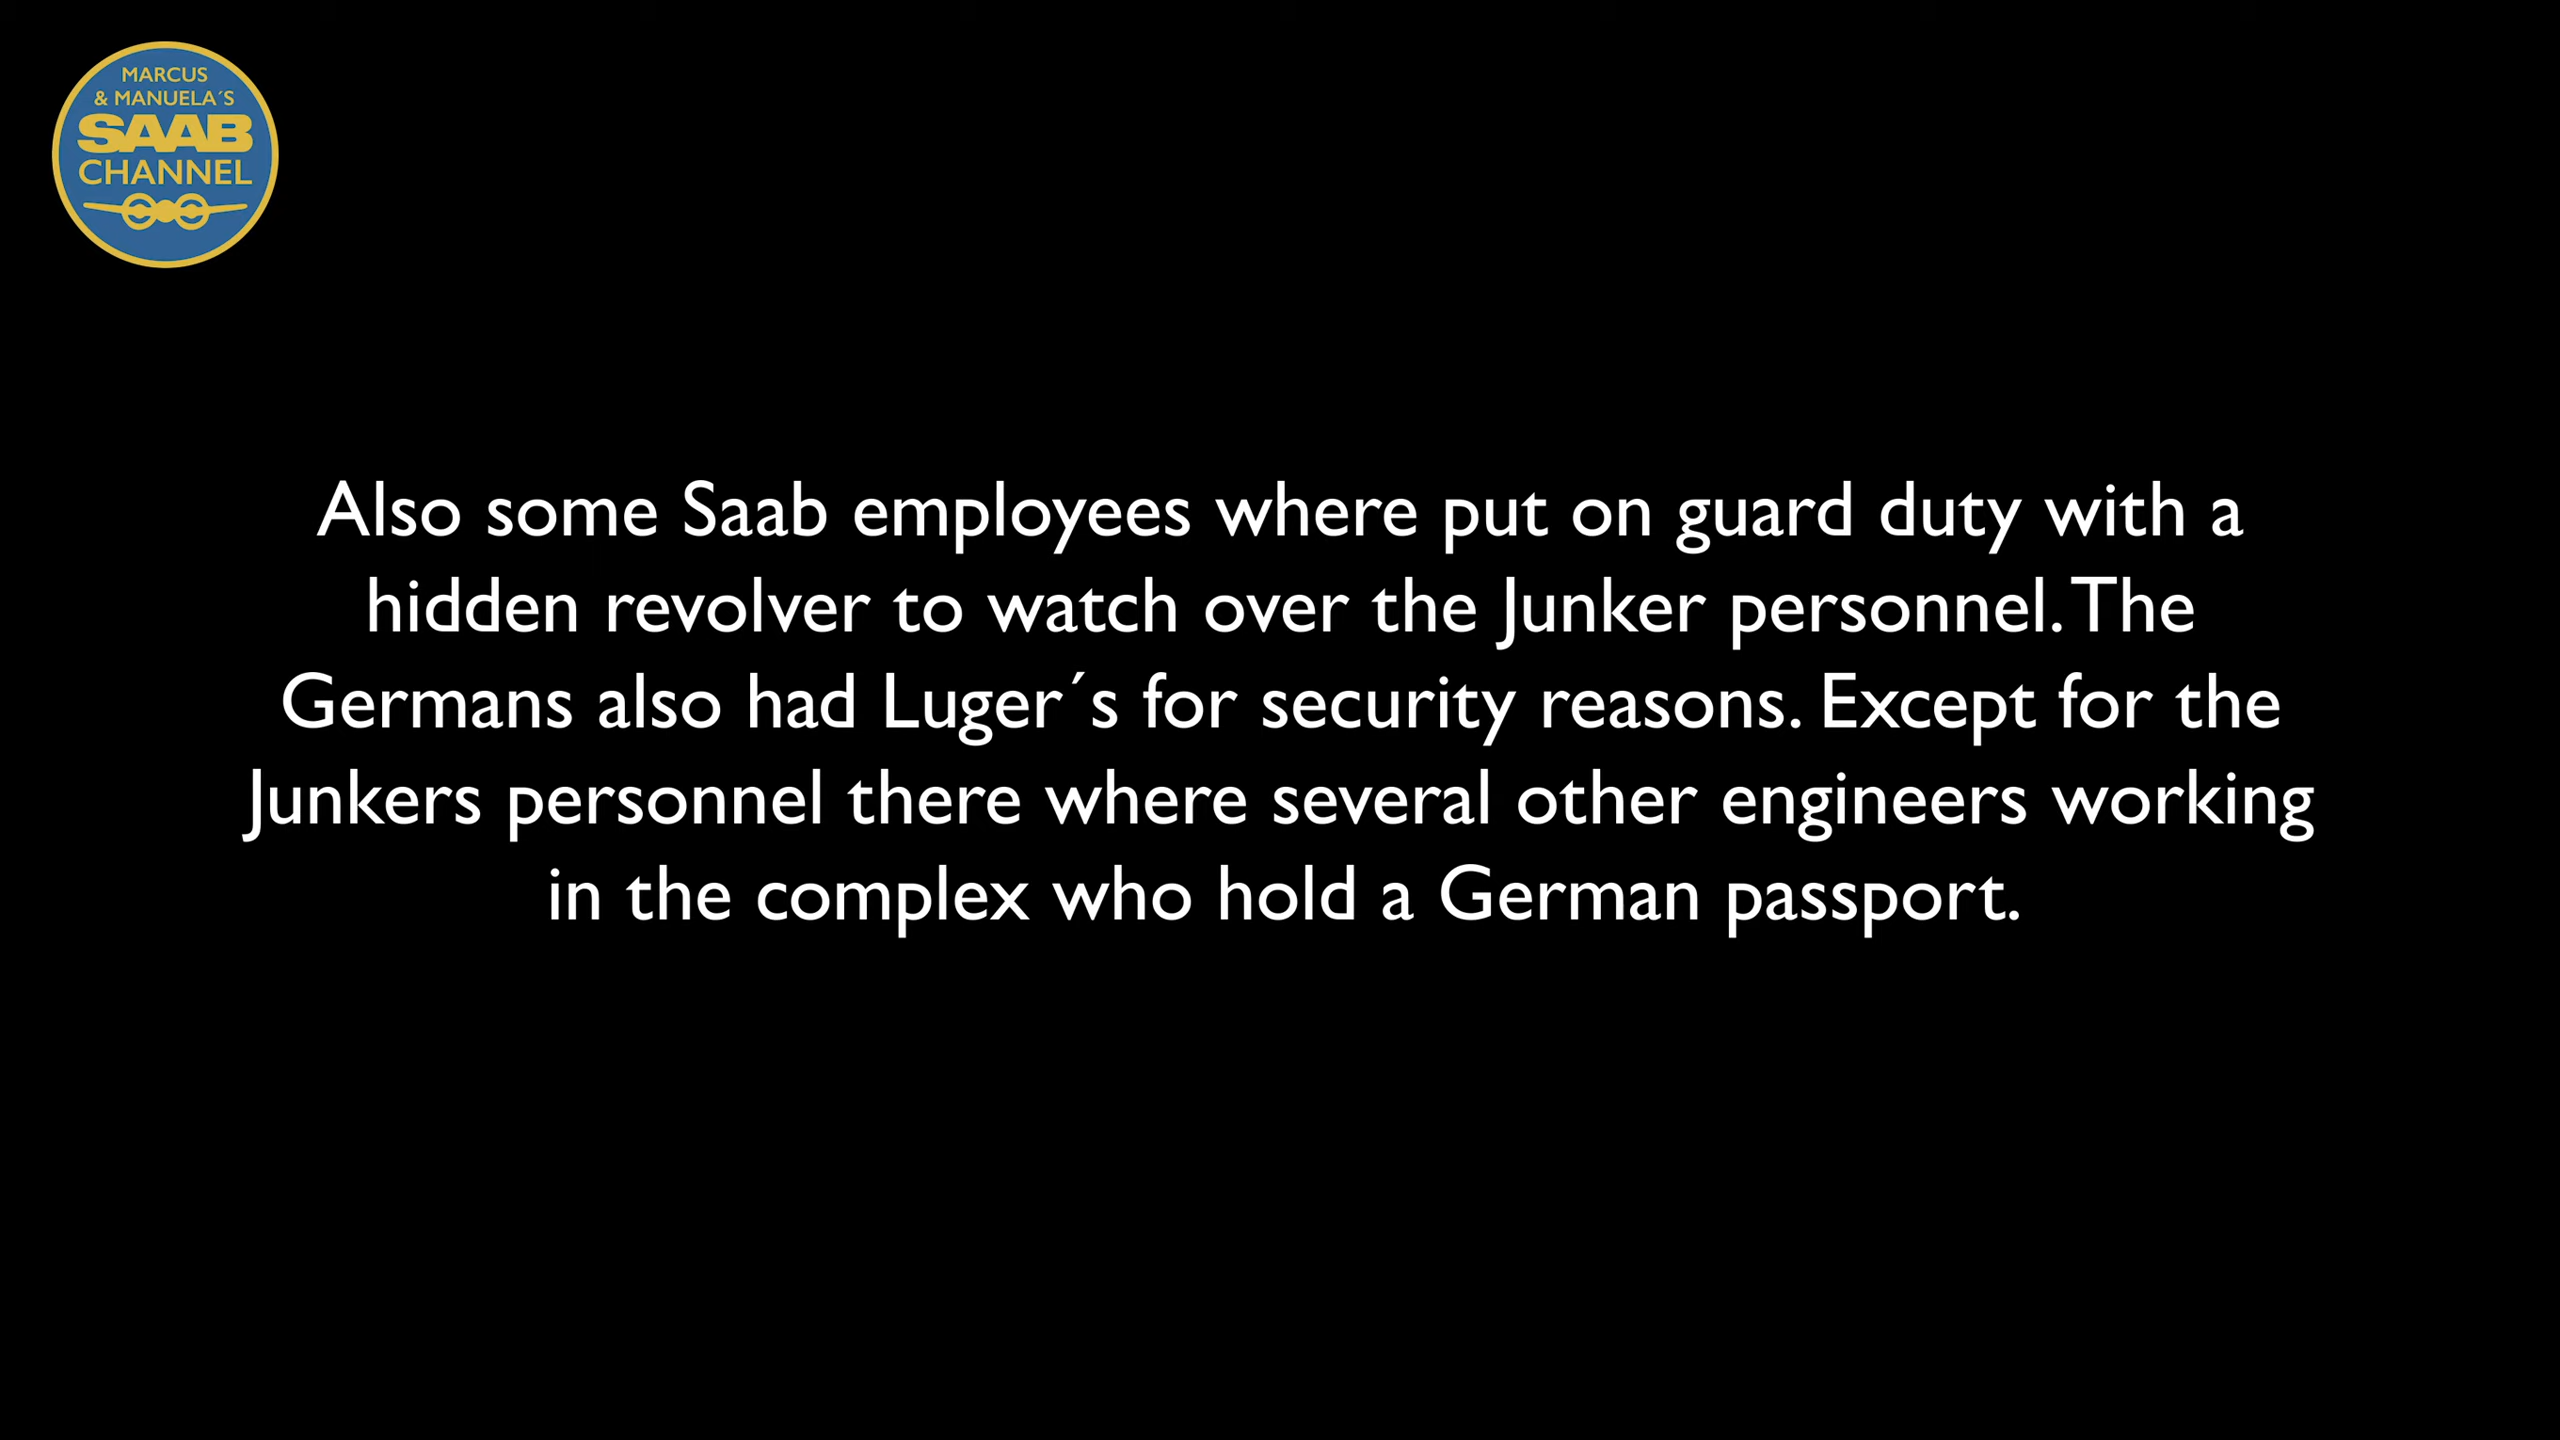 MARCUS
& MANUELA´S
SAAB
CHANNEL
Also some Saab employees where put on guard duty with a
hidden revolver to watch over the Junker personnel. The
Germans also had Luger´s for security reasons. Except for the
Junkers personnel there where several other engineers working
in the complex who hold a German passport.